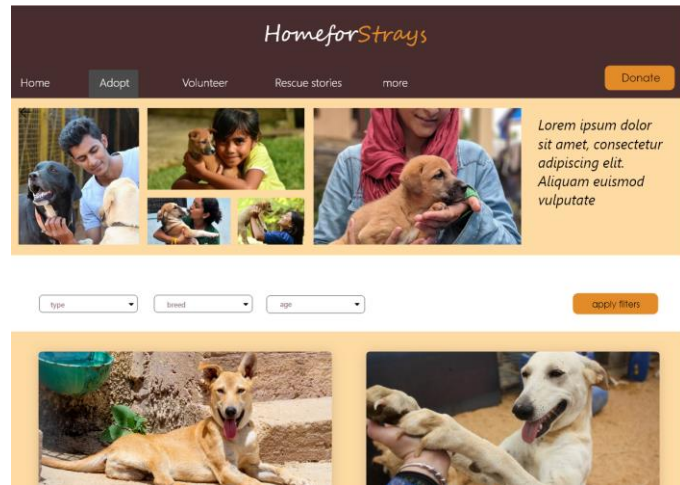 HomeforStrays
Home Adopt Volunteer Rescue stories more Donate
Lorem ipsum dolor
sit amet, consectetur
adipiscing elit.
Aliquam euismod
vulputate
type breed age apply filters